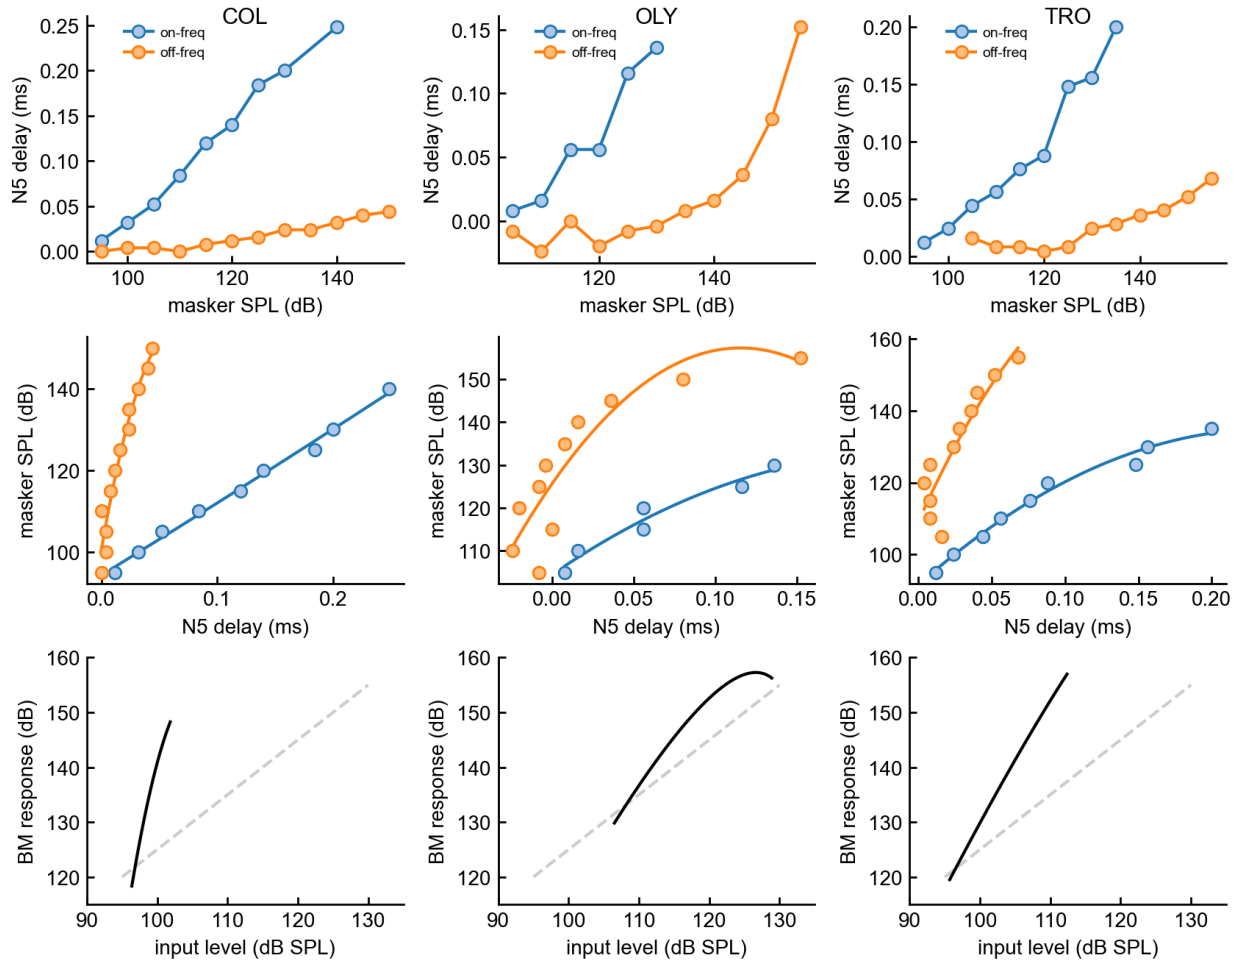 COL
on-freq
off-freq
0.25
0.20
0.15
0.10
0.05
0.00
N5 delay (ms)
100
120
140
masker SPL (dB)
OLY
on-freq
off-freq
0.15
0.10
0.05
0.00
N5 delay (ms)
120
140
masker SPL (dB)
TRO
on-freq
off-freq
0.20
0.15
0.10
0.05
0.00
N5 delay (ms)
100
120
140
masker SPL (dB)
140
120
100
masker SPL (dB)
0.0
0.1
0.2
N5 delay (ms)
150
140
130
120
110
masker SPL (dB)
0.00
0.05
0.10
0.15
N5 delay (ms)
160
140
120
100
masker SPL (dB)
0.00
0.05
0.10
0.15
0.20
N5 delay (ms)
160
150
140
130
120
BM response (dB)
90
100
110
120
130
input level (dB SPL)
160
150
140
130
120
BM response (dB)
90
100
110
120
130
input level (dB SPL)
160
150
140
130
120
BM response (dB)
90
100
110
120
130
input level (dB SPL)